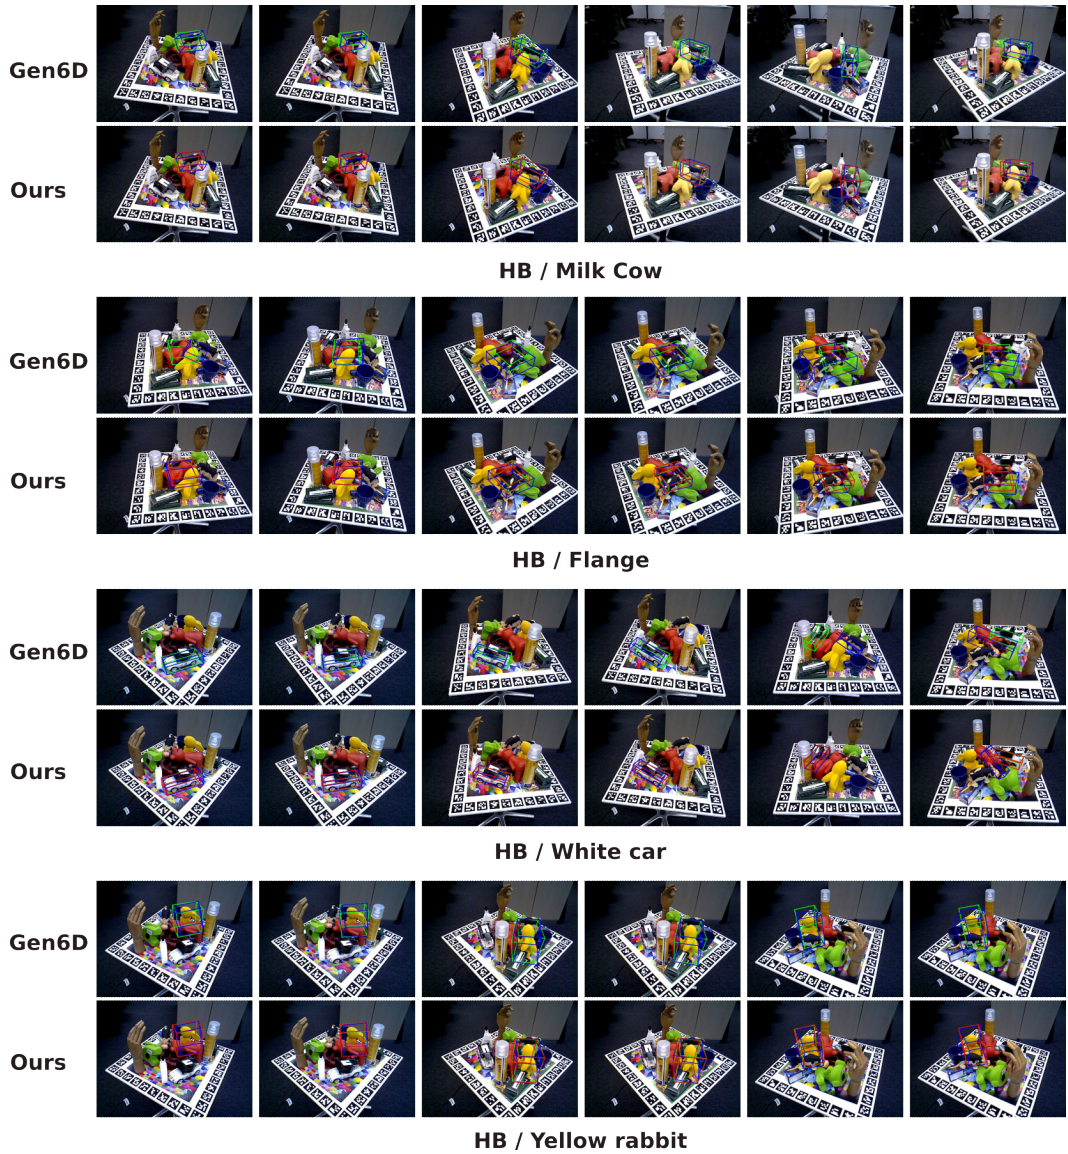 Gen6D
Ours
HB / Milk Cow
Gen6D
Ours
HB / Flange
Gen6D
Ours
HB / White car
Gen6D
Ours
HB / Yellow rabbit